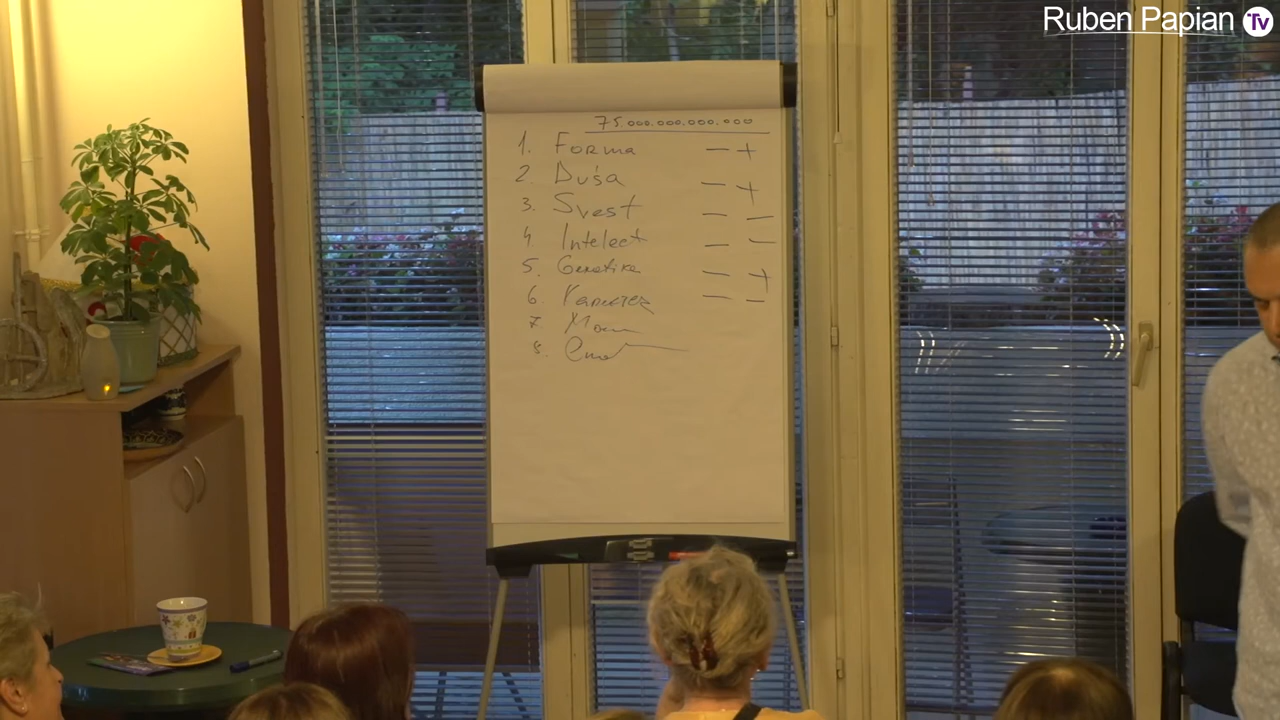 Ruben Papian Tv
75.000.000.000.000
1. Forma — +
2. Duša — +
3. Svest — —
4. Intelect — —
5. Genetika — +
6. — —
7.
8.